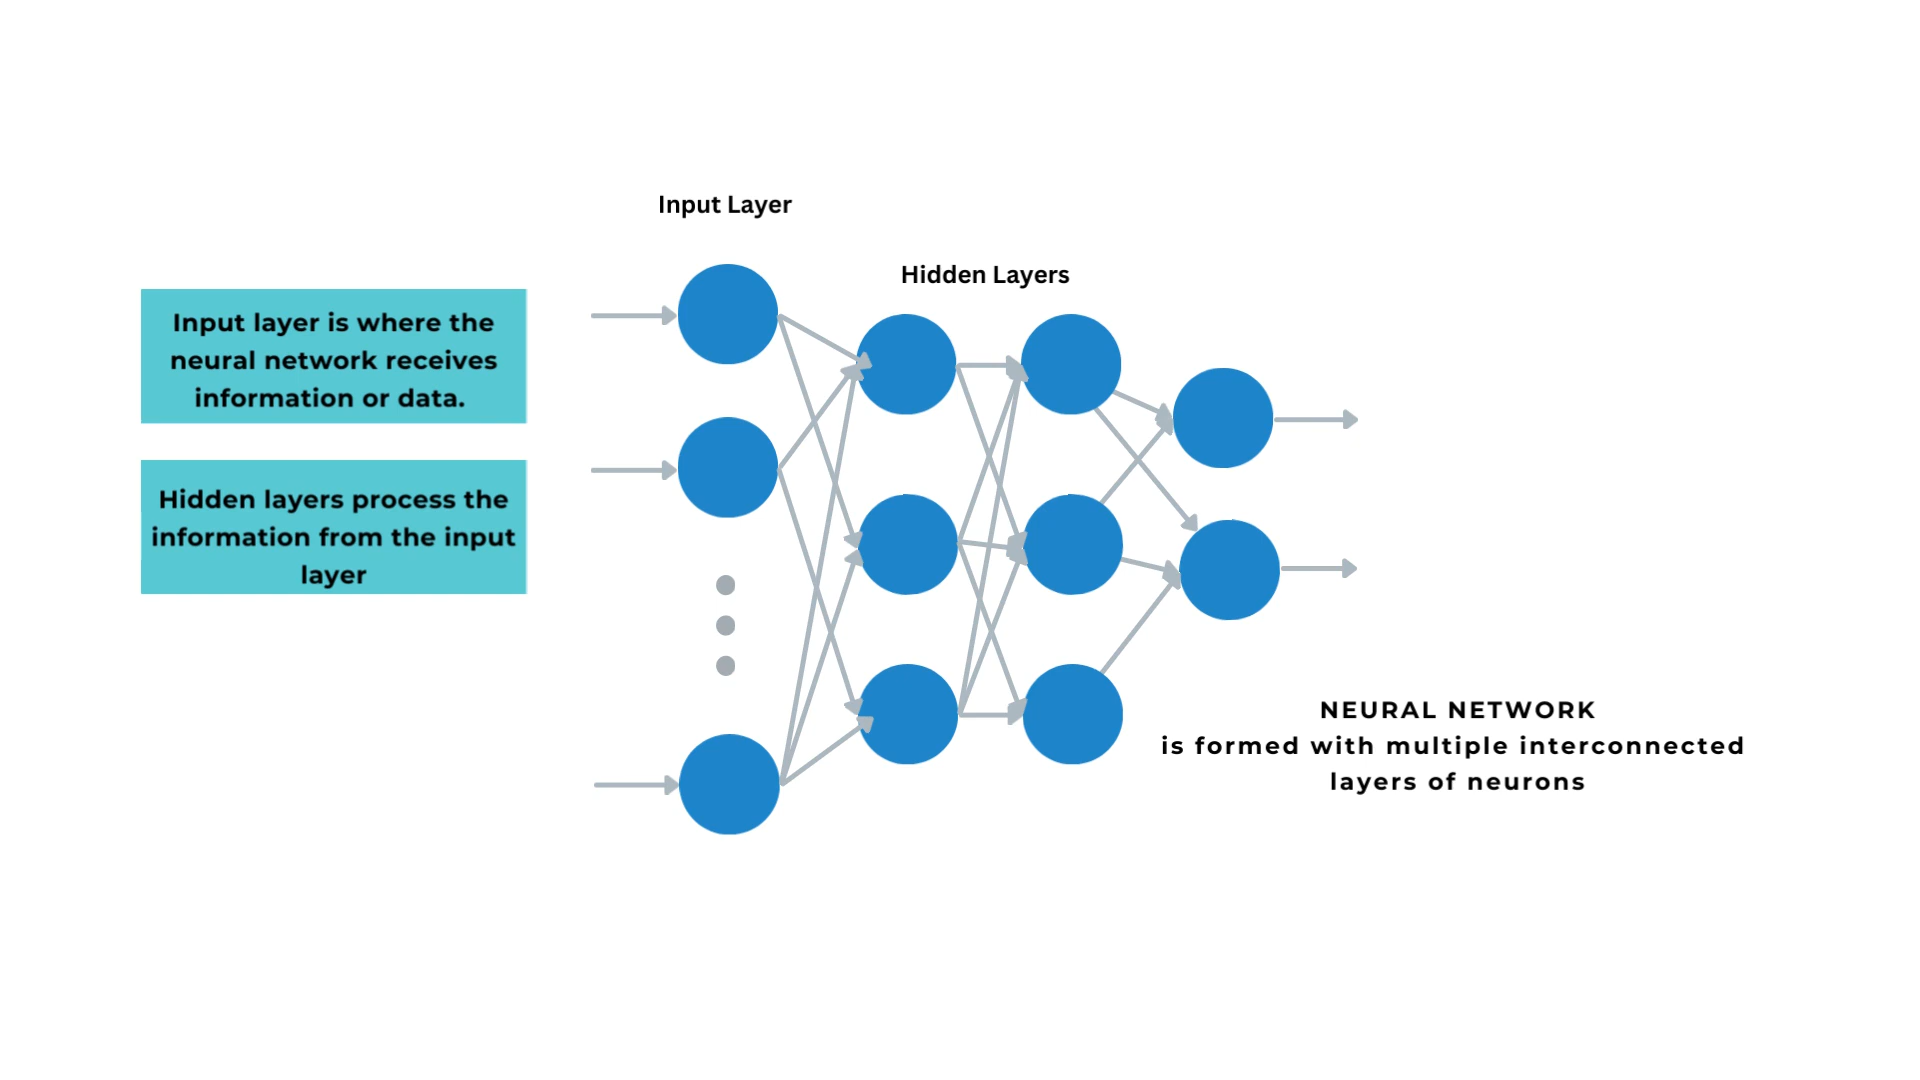 Input Layer
Hidden Layers
Input layer is where the
neural network receives
information or data.
Hidden layers process the
information from the input
layer
NEURAL NETWORK
is formed with multiple interconnected
layers of neurons